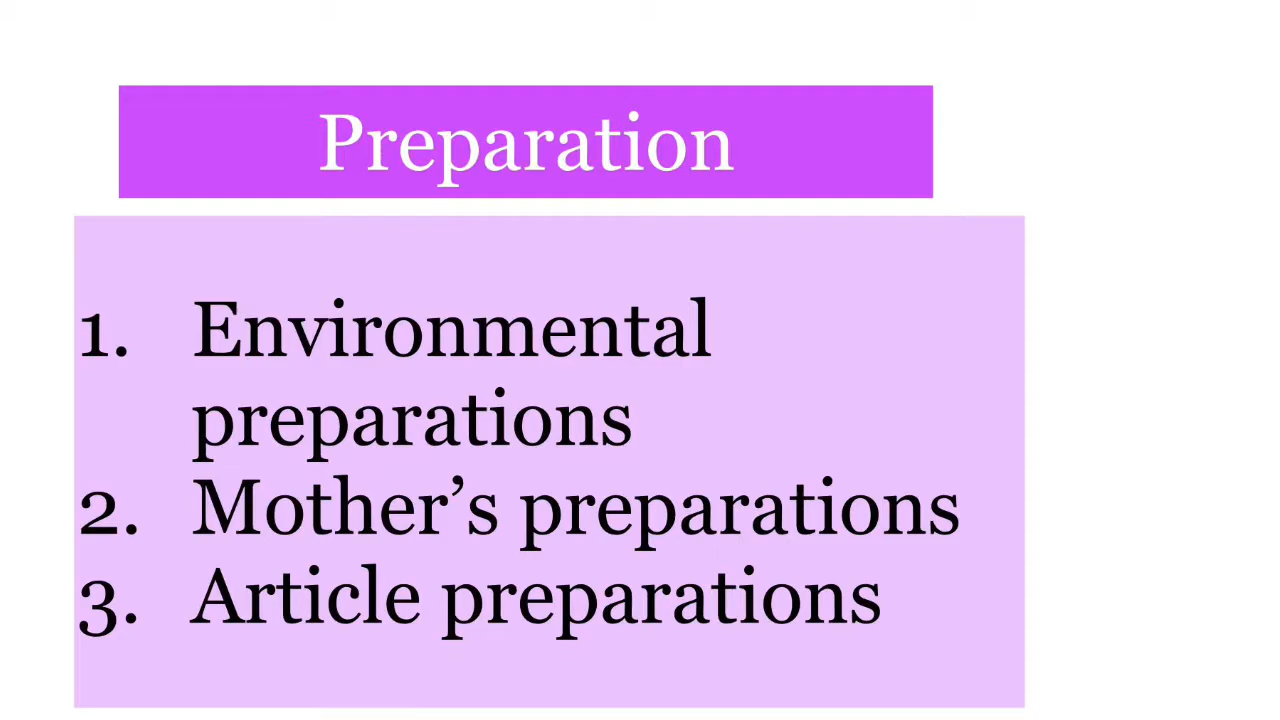 Preparation
1. Environmental
preparations
2. Mother’s preparations
3. Article preparations